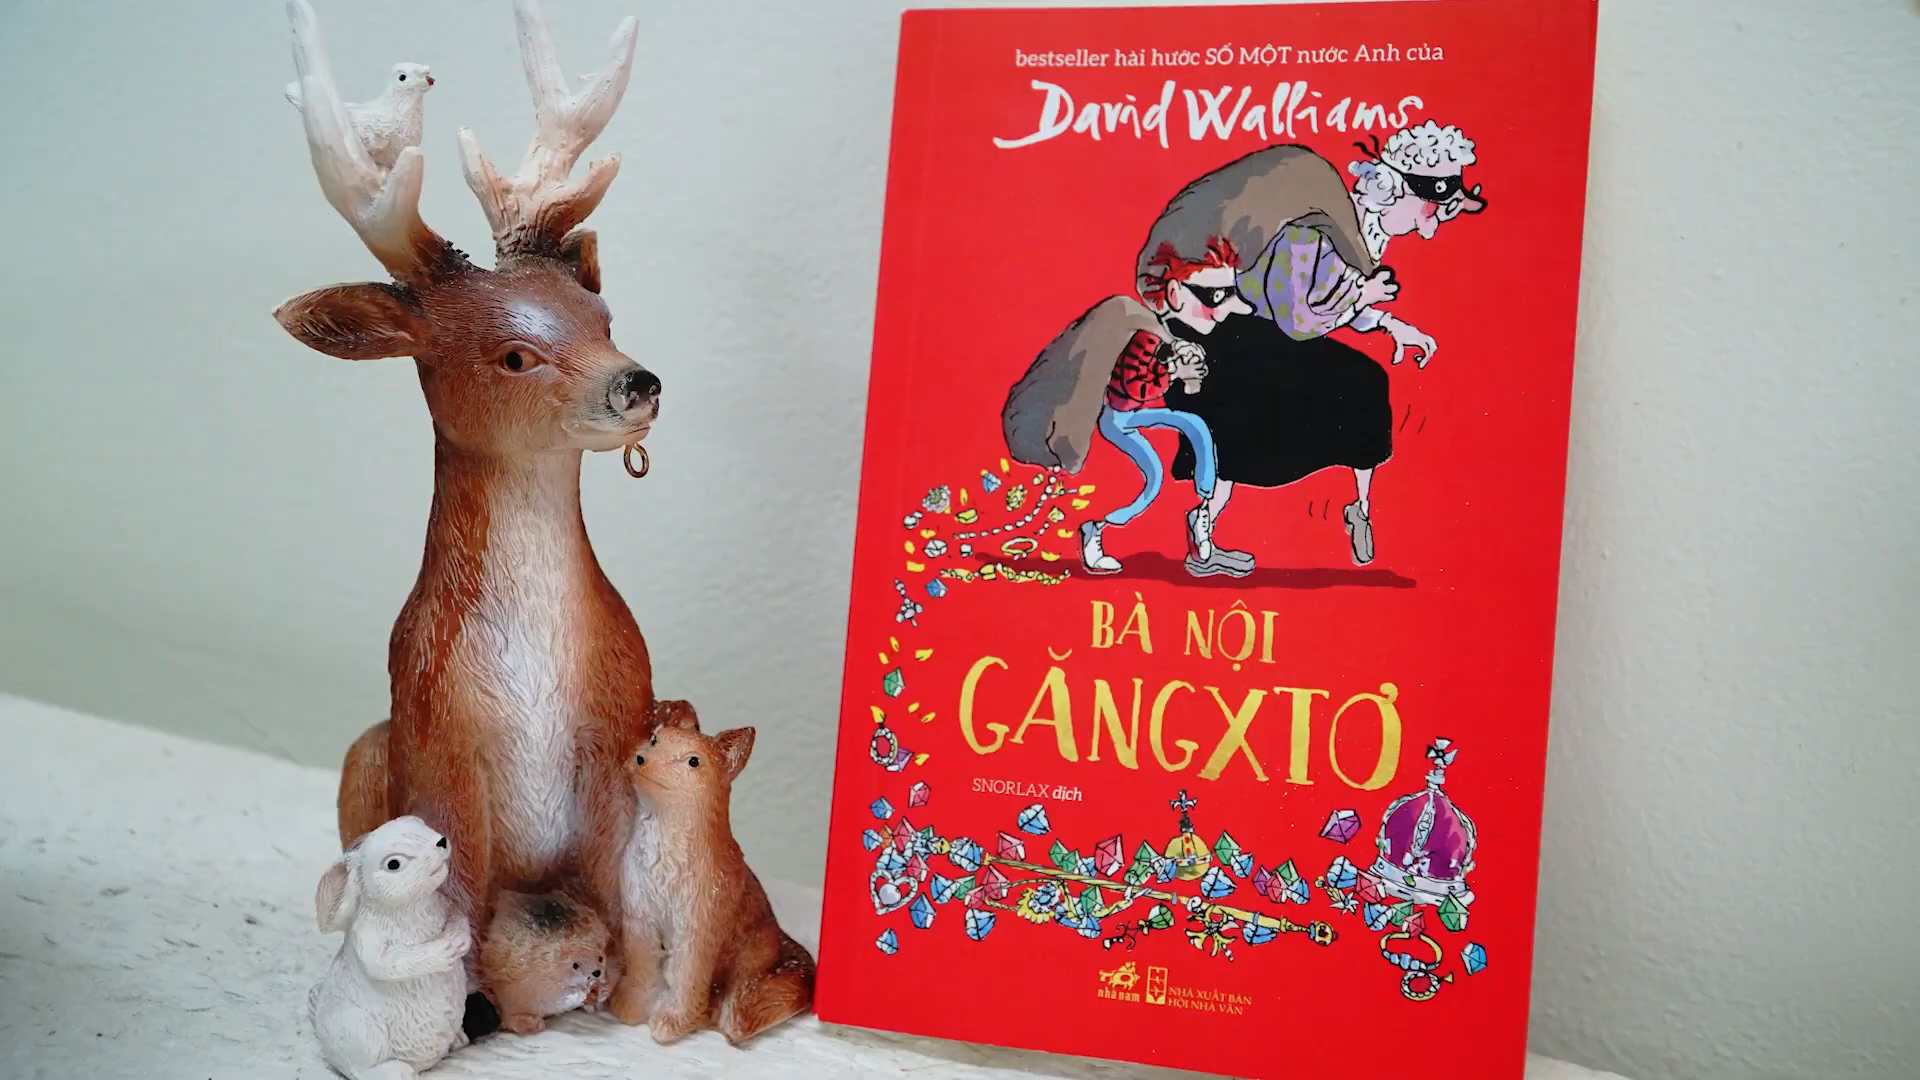 bestseller hài hước SỐ MỘT nước Anh của
David Walliams
BÀ NỘI
GĂNGXTƠ
SNORLAX dịch
nhã nam
NHÀ XUẤT BẢN
HỘI NHÀ VĂN